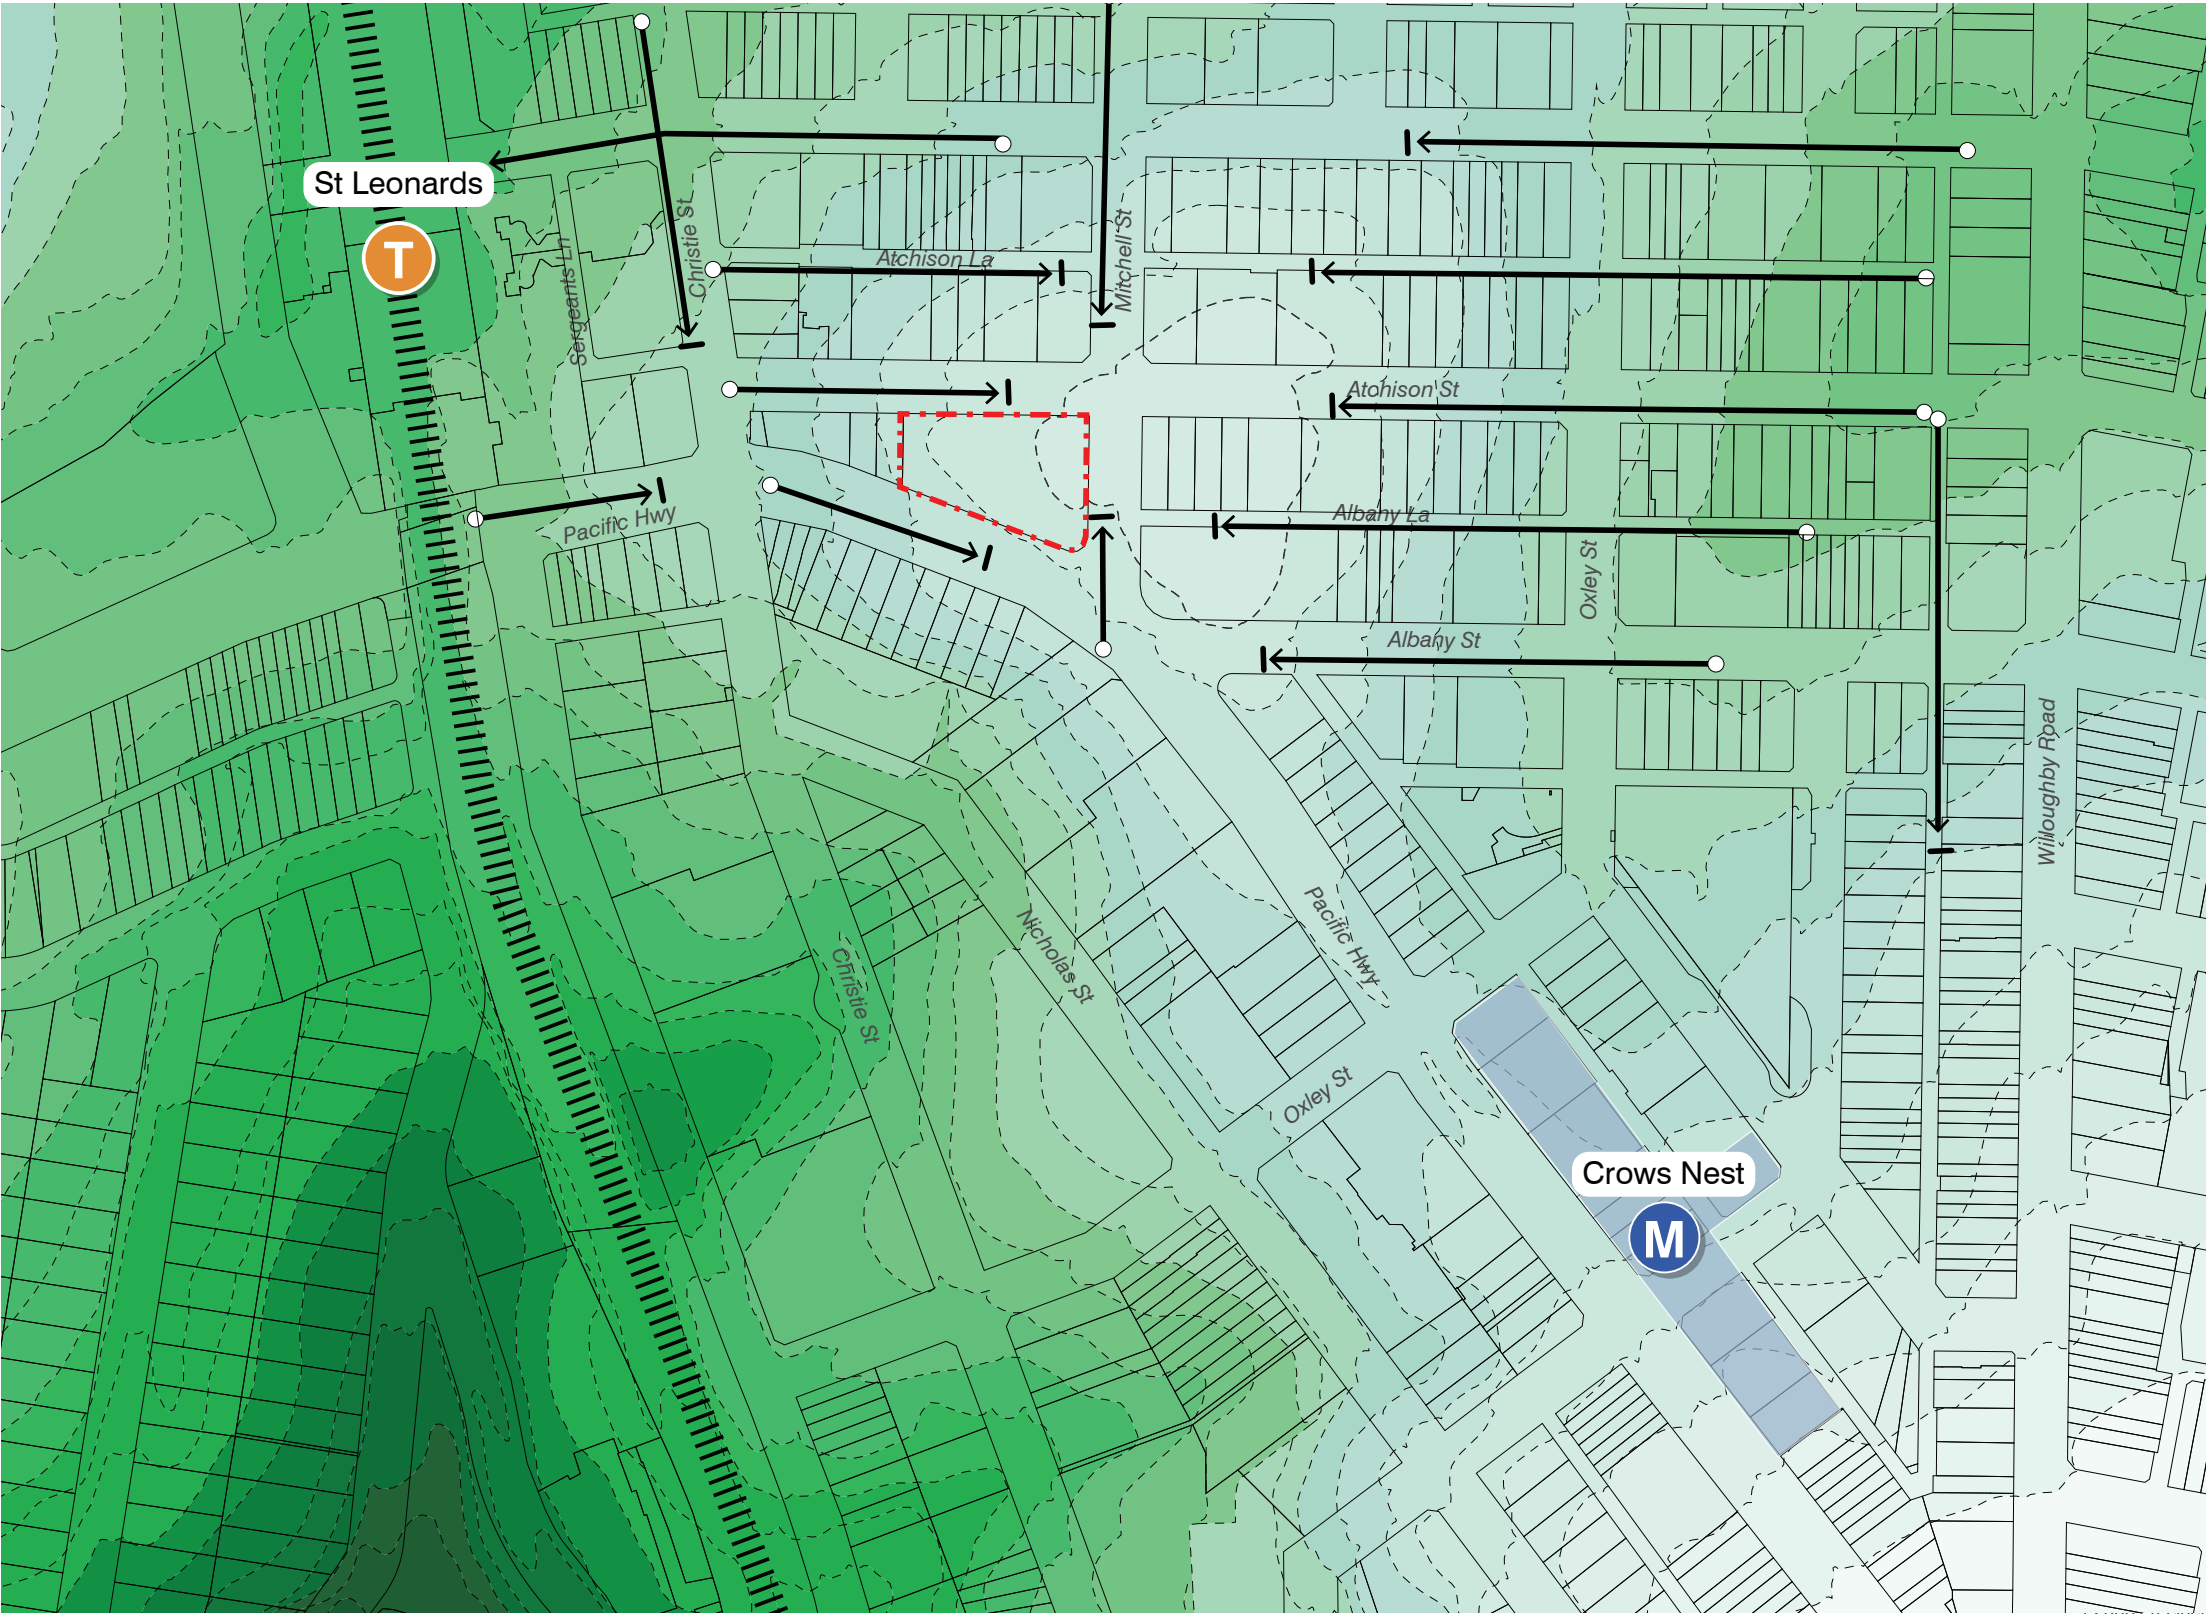 St Leonards
T
Sergeants Ln
Christie St
Atchison La
Mitchell St
Atchison St
Pacific Hwy
Albany La
Oxley St
Albany St
Willoughby Road
Pacific Hwy
Nicholas St
Christie St
Oxley St
Crows Nest
M